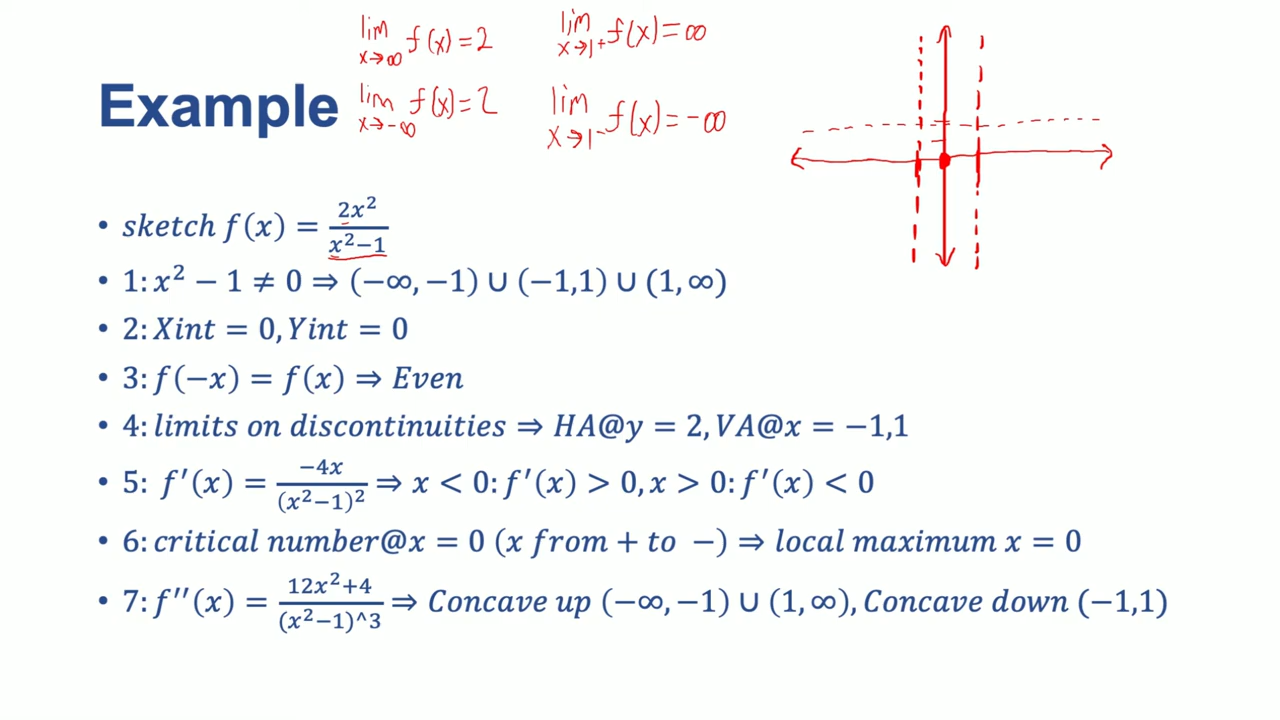 lim x→∞ f(x) = 2
lim x→1⁺ f(x) = ∞
Example
lim x→-∞ f(x) = 2
lim x→1⁻ f(x) = -∞
• sketch f(x) = 2x²/(x²−1)
• 1: x² − 1 ≠ 0 ⇒ (−∞, −1) ∪ (−1,1) ∪ (1, ∞)
• 2: Xint = 0, Yint = 0
• 3: f(−x) = f(x) ⇒ Even
• 4: limits on discontinuities ⇒ HA@y = 2, VA@x = −1,1
• 5: f′(x) = −4x/(x²−1)² ⇒ x < 0: f′(x) > 0, x > 0: f′(x) < 0
• 6: critical number@x = 0 (x from + to −) ⇒ local maximum x = 0
• 7: f′′(x) = 12x²+4/(x²−1)^3 ⇒ Concave up (−∞, −1) ∪ (1, ∞), Concave down (−1,1)